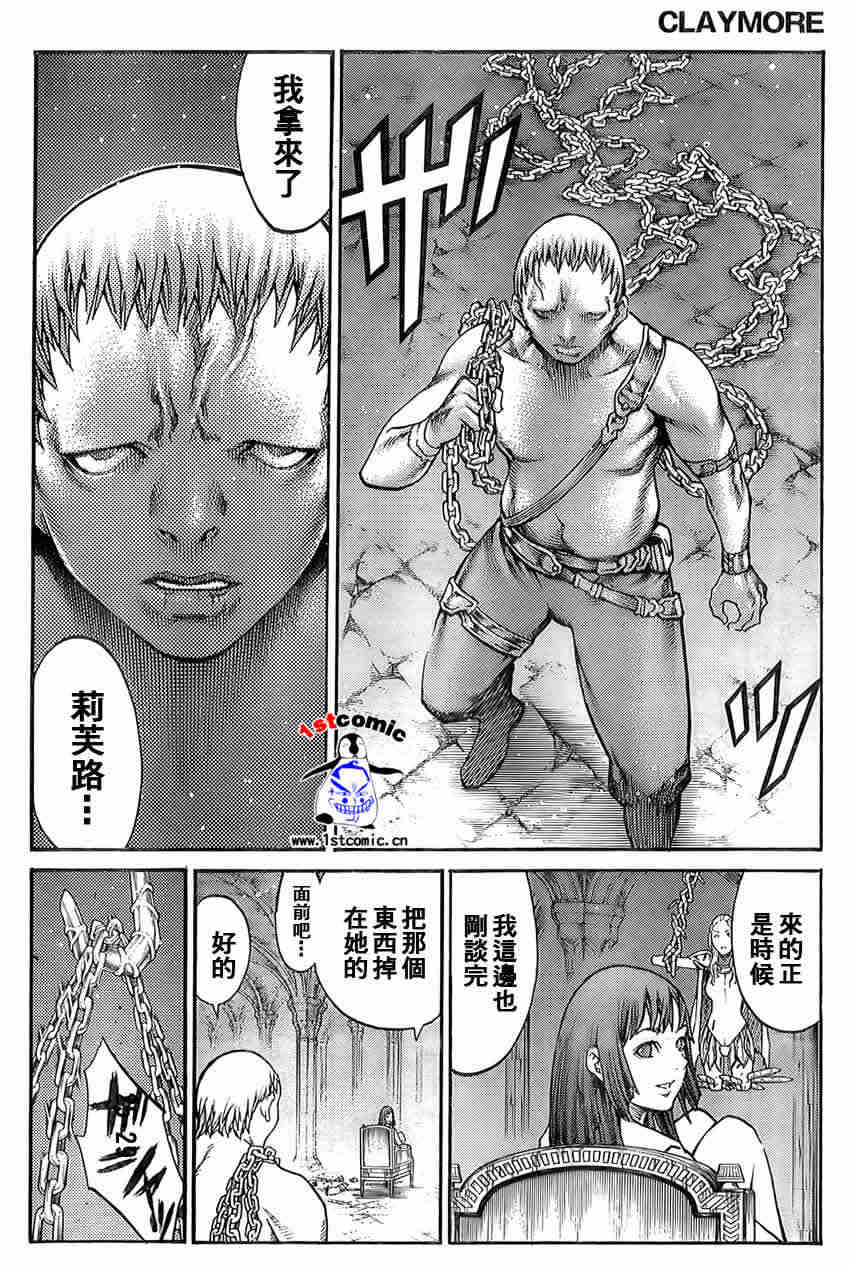 CLAYMORE
ザッ
我拿來了
莉芙路…
1stcomic
www.1stcomic.cn
來的正
是時候
我這邊也
剛談完
把那個
東西掉
在她的
面前吧…
好的